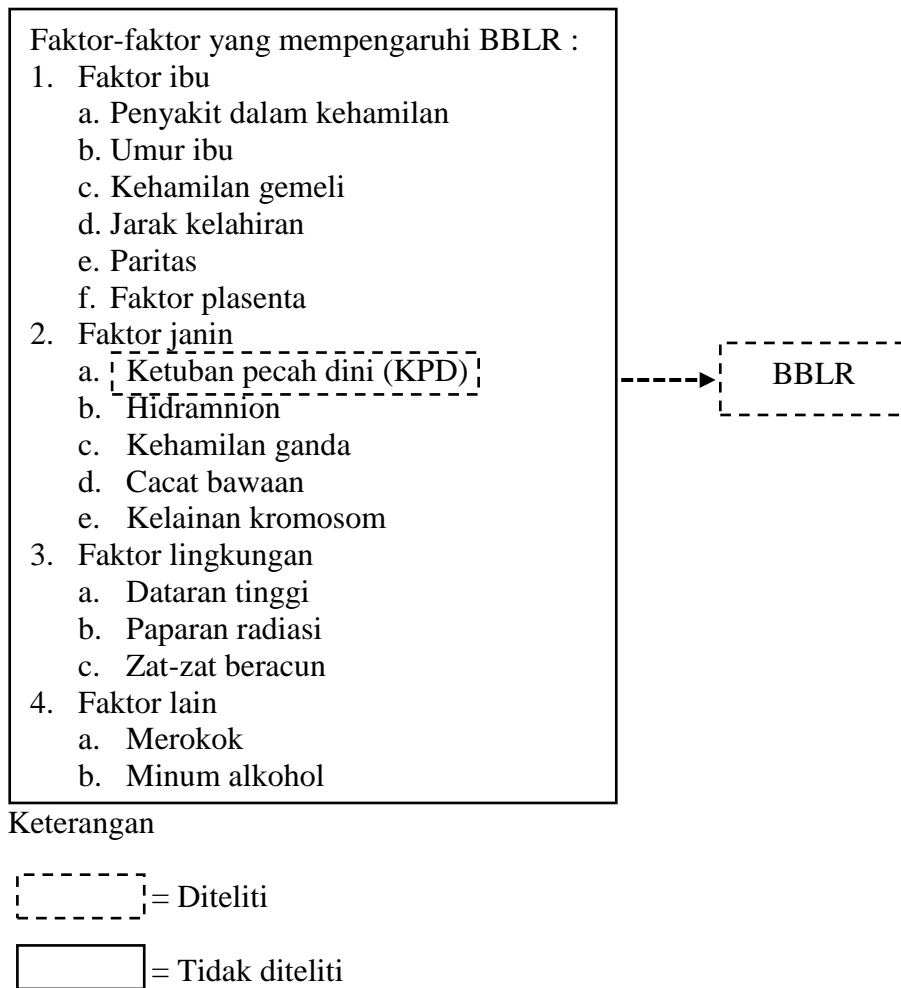 Faktor-faktor yang mempengaruhi BBLR :
1. Faktor ibu
a. Penyakit dalam kehamilan
b. Umur ibu
c. Kehamilan gemeli
d. Jarak kelahiran
e. Paritas
f. Faktor plasenta
2. Faktor janin
a. Ketuban pecah dini (KPD)
b. Hidramnion
c. Kehamilan ganda
d. Cacat bawaan
e. Kelainan kromosom
3. Faktor lingkungan
a. Dataran tinggi
b. Paparan radiasi
c. Zat-zat beracun
4. Faktor lain
a. Merokok
b. Minum alkohol
BBLR
Keterangan
= Diteliti
= Tidak diteliti